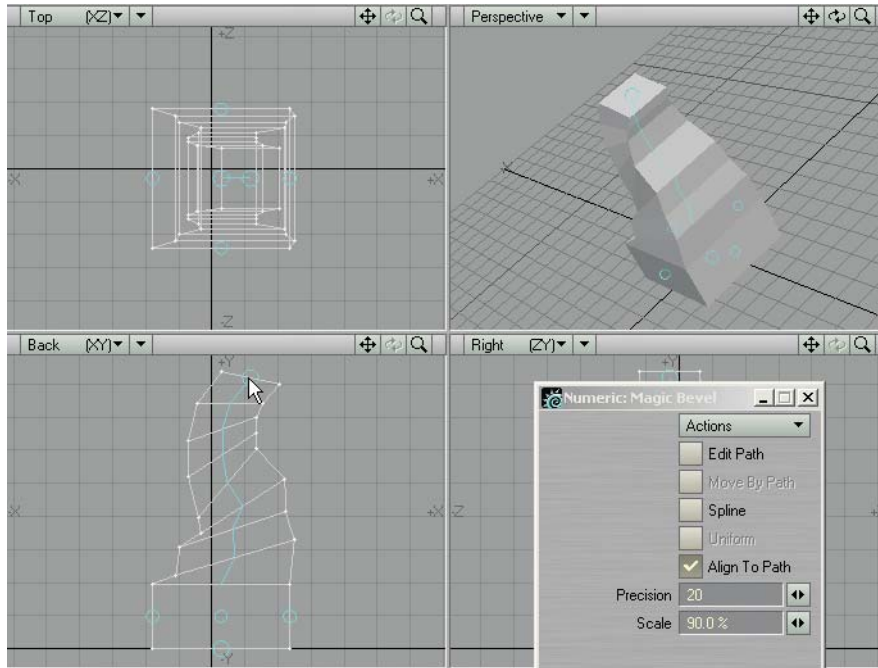 Top (XZ)
Perspective
+Z
-X
+X
-Z
X
Back (XY)
Right (ZY)
+Y
+Y
-X
+X
-Z
-Y
Numeric: Magic Bevel
Actions
Edit Path
Move By Path
Spline
Uniform
Align To Path
Precision 20
Scale 90.0 %